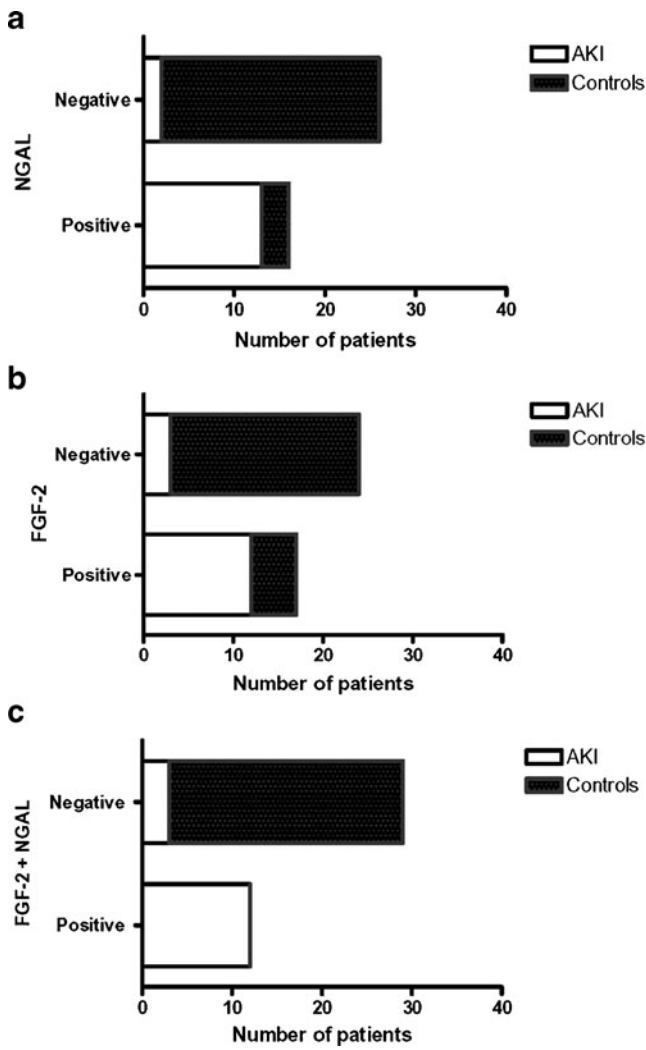 a
AKI
Controls
Negative
Positive
NGAL
0 10 20 30 40
Number of patients
b
AKI
Controls
Negative
Positive
FGF-2
0 10 20 30 40
Number of patients
c
AKI
Controls
Negative
Positive
FGF-2 + NGAL
0 10 20 30 40
Number of patients